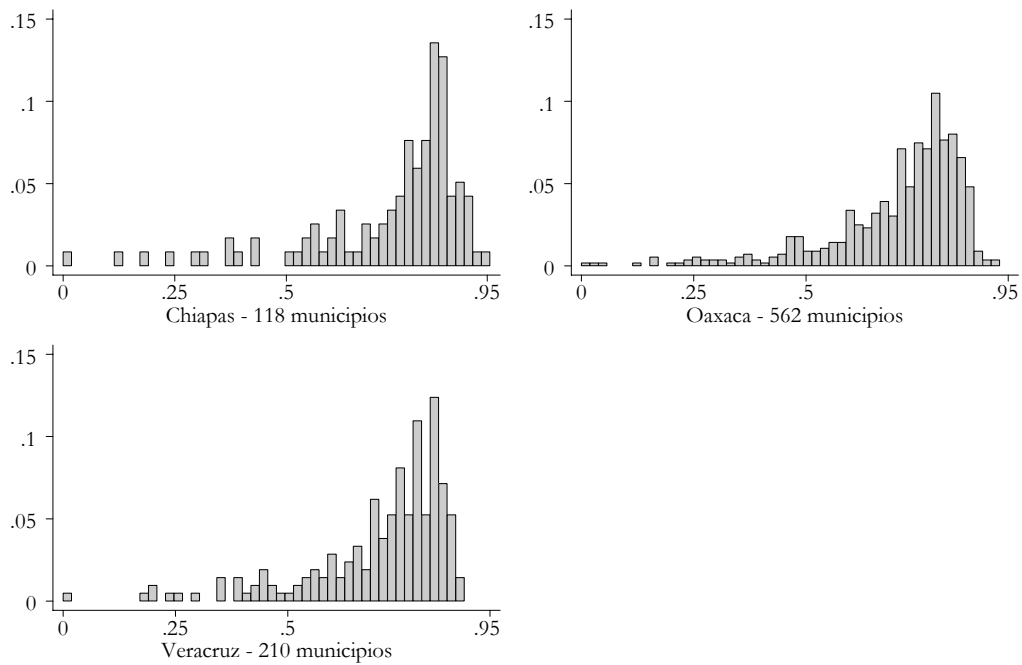 .15
.1
.05
0
0 .25 .5 .95
Chiapas - 118 municipios
.15
.1
.05
0
0 .25 .5 .95
Oaxaca - 562 municipios
.15
.1
.05
0
0 .25 .5 .95
Veracruz - 210 municipios